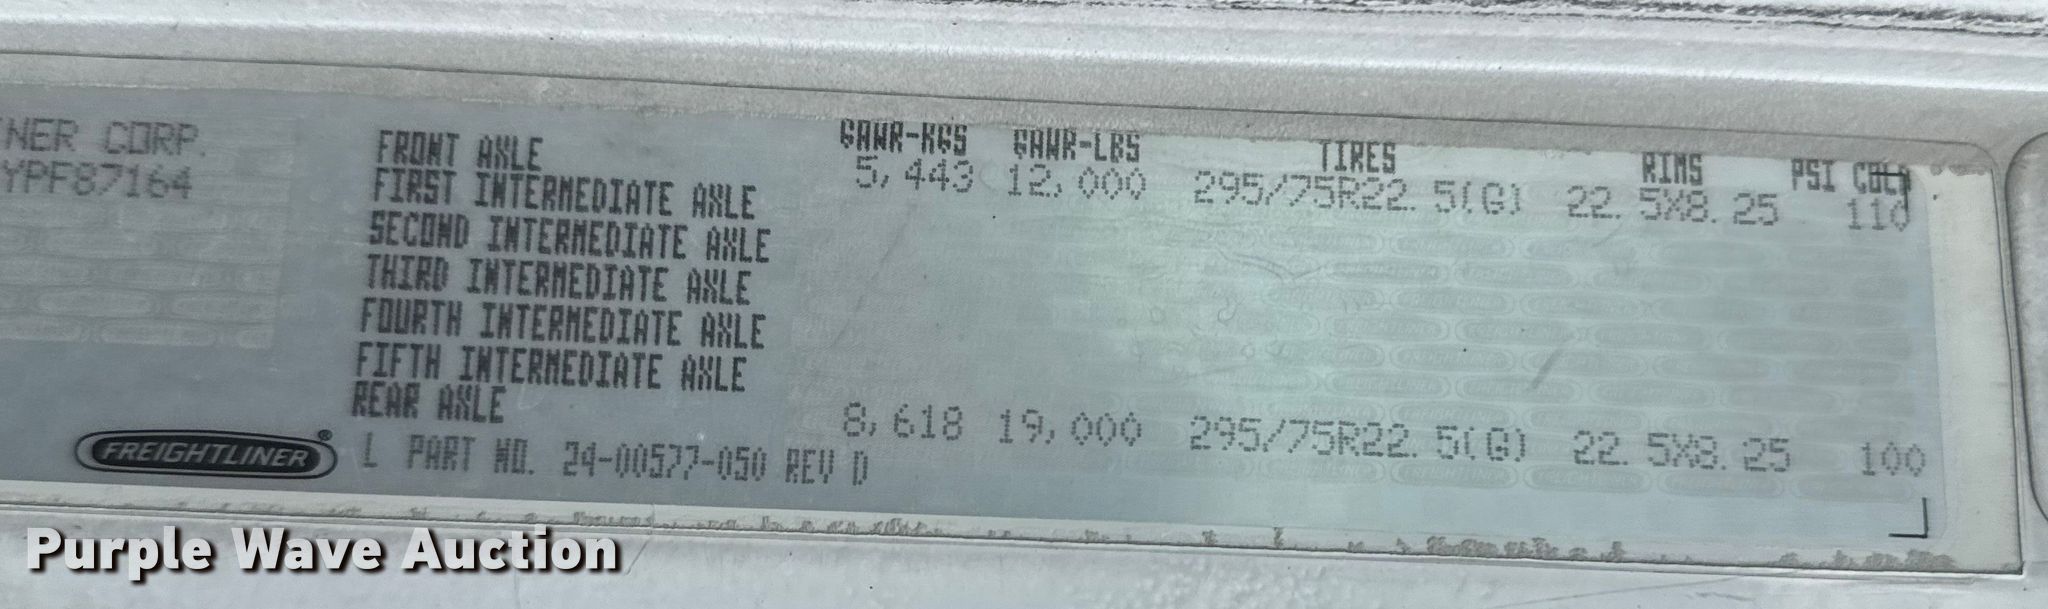 NER CORP.
YPF87164
GAWR-KGS GAWR-LBS TIRES RIMS PSI COLD
FRONT AXLE 5,443 12,000 295/75R22.5(G) 22.5X8.25 110
FIRST INTERMEDIATE AXLE
SECOND INTERMEDIATE AXLE
THIRD INTERMEDIATE AXLE
FOURTH INTERMEDIATE AXLE
FIFTH INTERMEDIATE AXLE
REAR AXLE 8,618 19,000 295/75R22.5(G) 22.5X8.25 100
FREIGHTLINER®
L PART NO. 24-00577-050 REV D
Purple Wave Auction